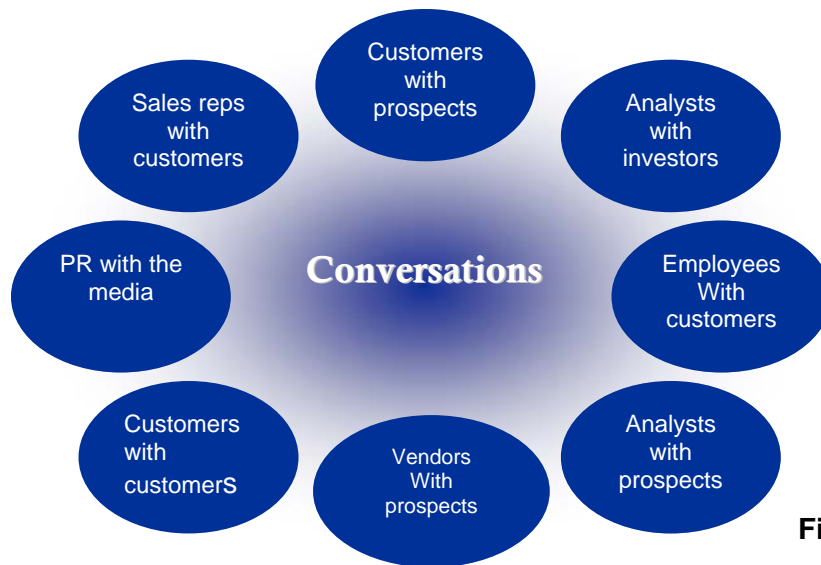 Customers
with
prospects
Sales reps
with
customers
Analysts
with
investors
PR with the
media
Conversations
Employees
With
customers
Customers
with
customers
Vendors
With
prospects
Analysts
with
prospects
Fi